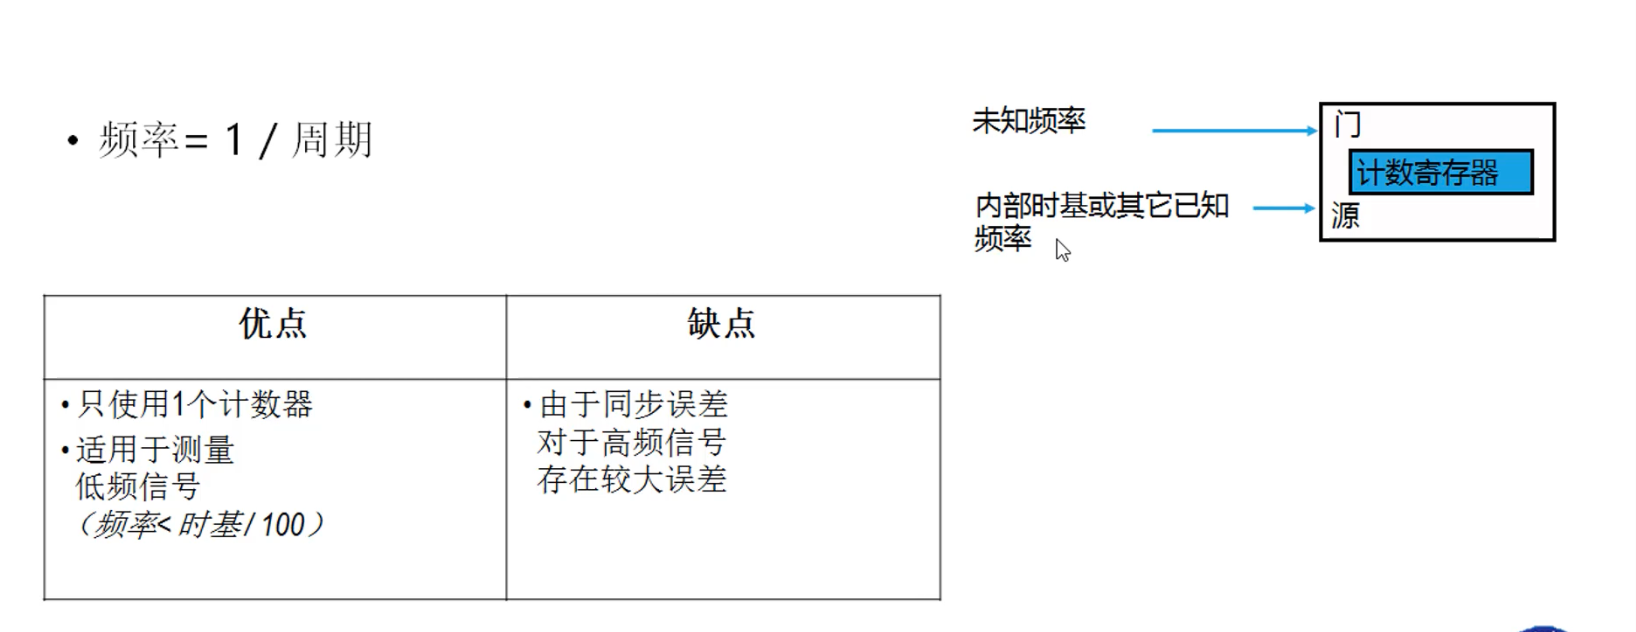 • 频率= 1 / 周期
未知频率
门
计数寄存器
内部时基或其它已知
频率
源
优点
缺点
•只使用1个计数器
•适用于测量
低频信号
（频率< 时基/ 100）
•由于同步误差
对于高频信号
存在较大误差